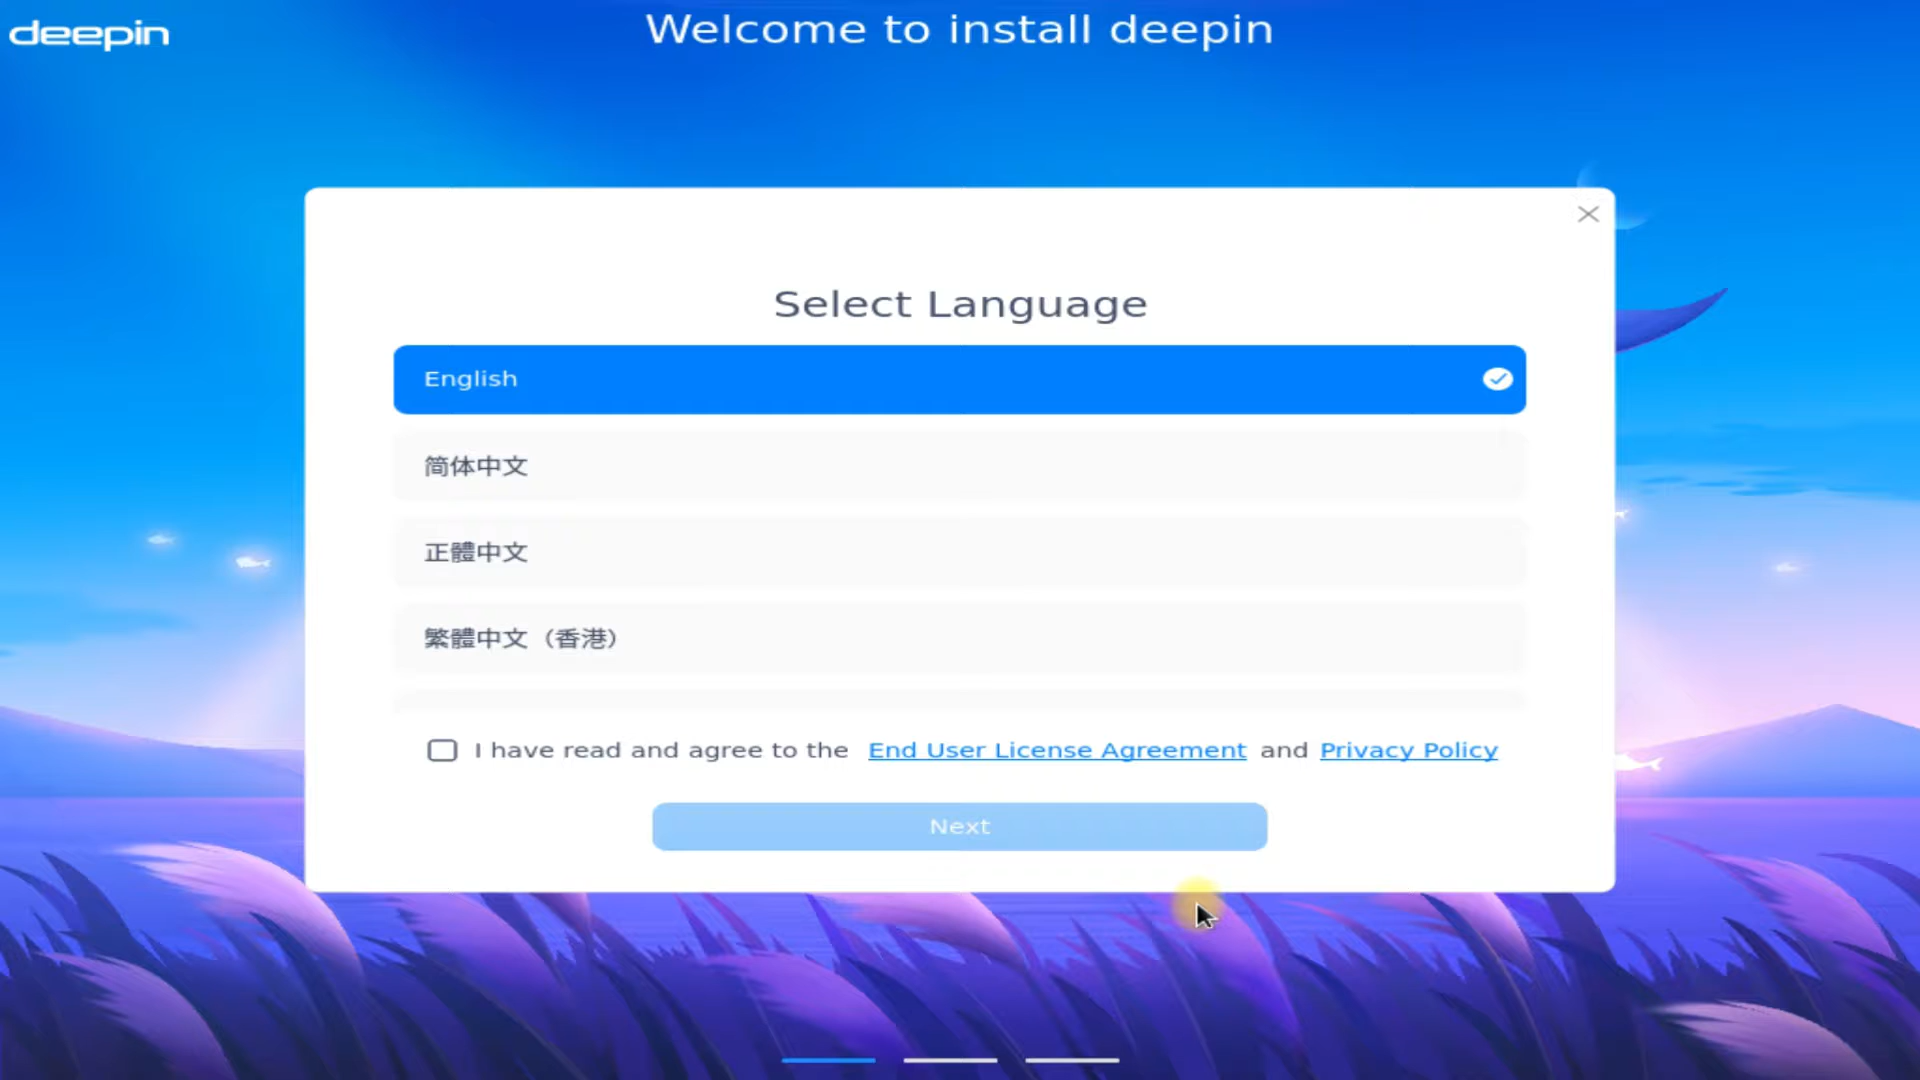 deepin
Welcome to install deepin
Select Language
English
简体中文
正體中文
繁體中文（香港）
I have read and agree to the End User License Agreement and Privacy Policy
Next